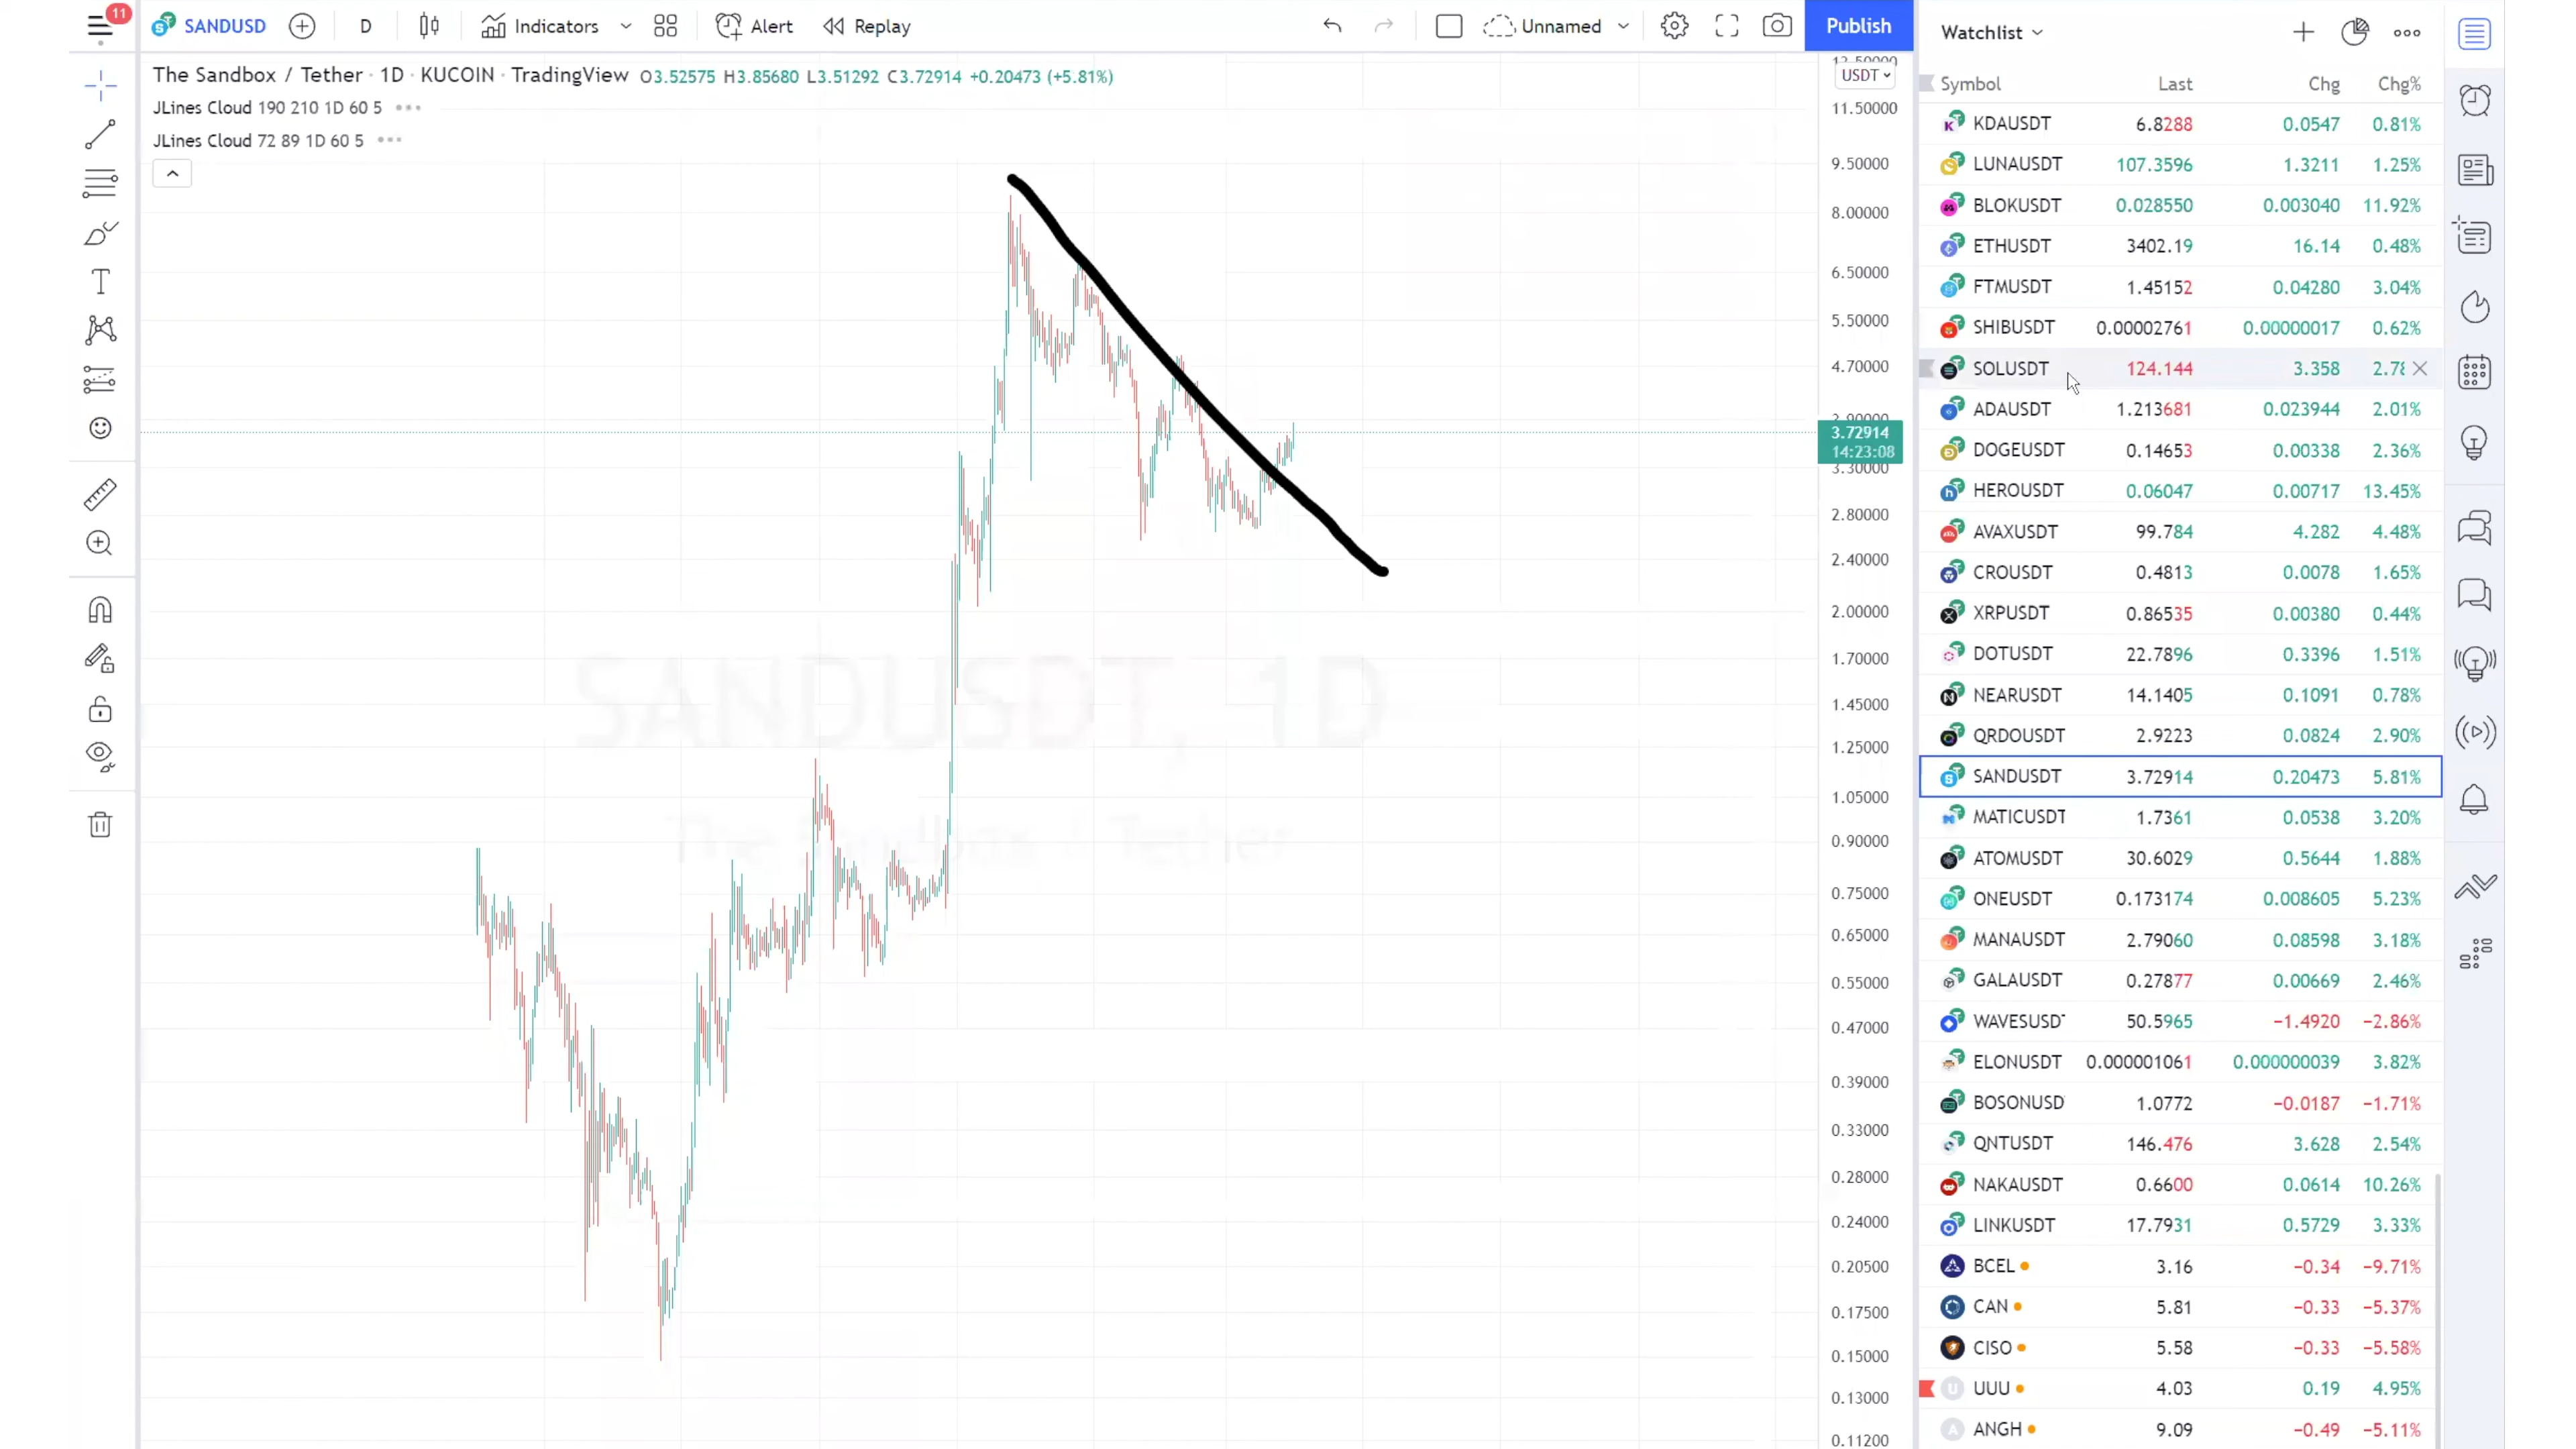 11
SANDUSD
D
Indicators
Alert
Replay
Unnamed
Publish
The Sandbox / Tether · 1D · KUCOIN · TradingView O3.52575 H3.85680 L3.51292 C3.72914 +0.20473 (+5.81%)
JLines Cloud 190 210 1D 60 5
JLines Cloud 72 89 1D 60 5
SANDUSDT, 1D
The Sandbox / Tether
USDT
11.50000
9.50000
8.00000
6.50000
5.50000
4.70000
3.90000
3.72914
14:23:08
3.30000
2.80000
2.40000
2.00000
1.70000
1.45000
1.25000
1.05000
0.90000
0.75000
0.65000
0.55000
0.47000
0.39000
0.33000
0.28000
0.24000
0.20500
0.17500
0.15000
0.13000
0.11200
Watchlist
Symbol Last Chg Chg%
KDAUSDT 6.8288 0.0547 0.81%
LUNAUSDT 107.3596 1.3211 1.25%
BLOKUSDT 0.028550 0.003040 11.92%
ETHUSDT 3402.19 16.14 0.48%
FTMUSDT 1.45152 0.04280 3.04%
SHIBUSDT 0.00002761 0.00000017 0.62%
SOLUSDT 124.144 3.358 2.78
ADAUSDT 1.213681 0.023944 2.01%
DOGEUSDT 0.14653 0.00338 2.36%
HEROUSDT 0.06047 0.00717 13.45%
AVAXUSDT 99.784 4.282 4.48%
CROUSDT 0.4813 0.0078 1.65%
XRPUSDT 0.86535 0.00380 0.44%
DOTUSDT 22.7896 0.3396 1.51%
NEARUSDT 14.1405 0.1091 0.78%
QRDOUSDT 2.9223 0.0824 2.90%
SANDUSDT 3.72914 0.20473 5.81%
MATICUSDT 1.7361 0.0538 3.20%
ATOMUSDT 30.6029 0.5644 1.88%
ONEUSDT 0.173174 0.008605 5.23%
MANAUSDT 2.79060 0.08598 3.18%
GALAUSDT 0.27877 0.00669 2.46%
WAVESUSDT 50.5965 −1.4920 −2.86%
ELONUSDT 0.000001061 0.000000039 3.82%
BOSONUSD 1.0772 −0.0187 −1.71%
QNTUSDT 146.476 3.628 2.54%
NAKAUSDT 0.6600 0.0614 10.26%
LINKUSDT 17.7931 0.5729 3.33%
BCEL 3.16 −0.34 −9.71%
CAN 5.81 −0.33 −5.37%
CISO 5.58 −0.33 −5.58%
UUU 4.03 0.19 4.95%
ANGH 9.09 −0.49 −5.11%